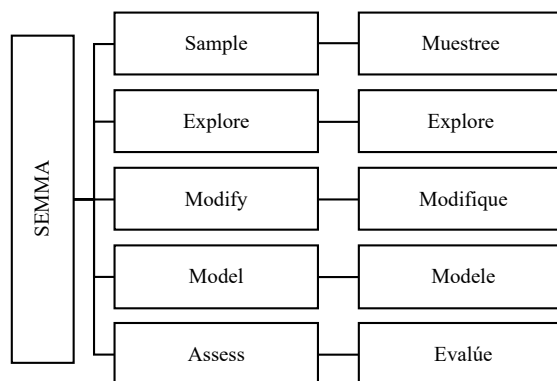 SEMMA
Sample
Muestree
Explore
Explore
Modify
Modifique
Model
Modele
Assess
Evalúe